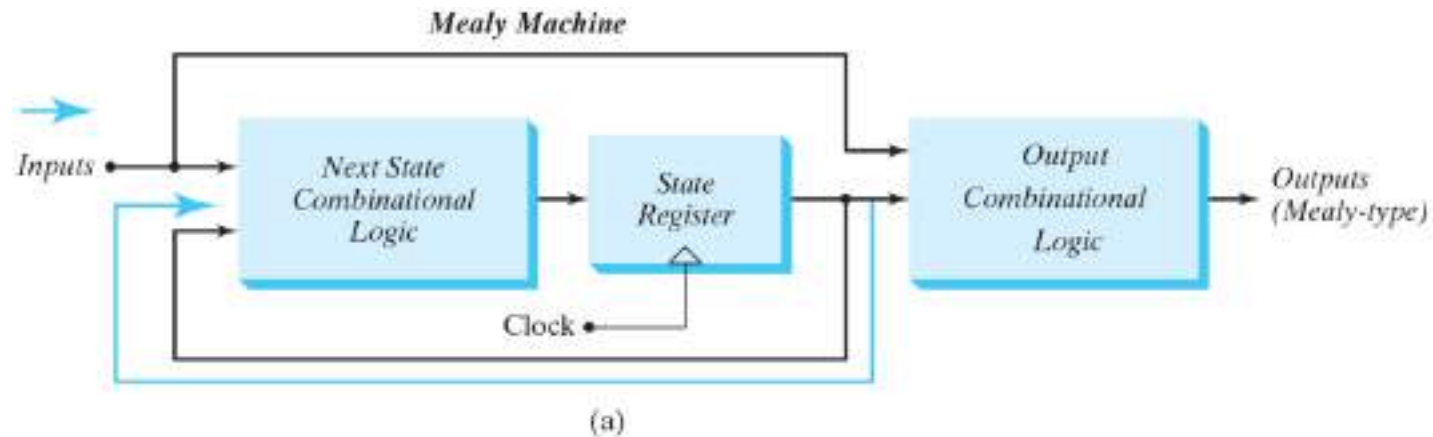 Mealy Machine
Inputs
Next State
Combinational
Logic
State
Register
Output
Combinational
Logic
Outputs
(Mealy-type)
Clock
(a)